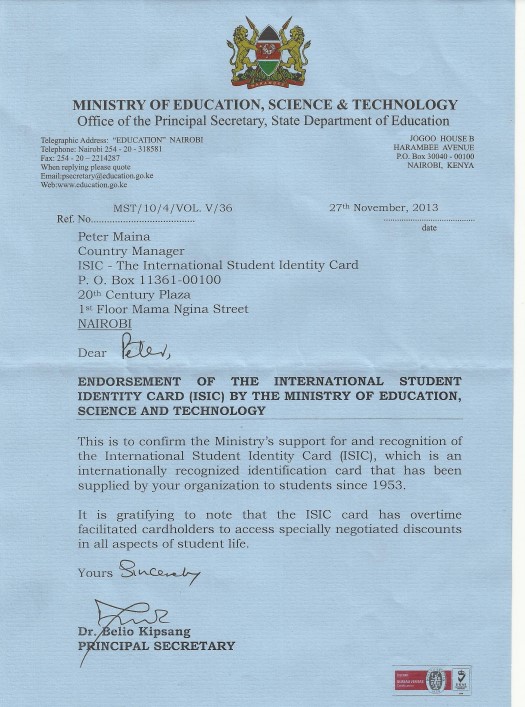 MINISTRY OF EDUCATION, SCIENCE & TECHNOLOGY
Office of the Principal Secretary, State Department of Education
Telegraphic Address: "EDUCATION" NAIROBI
Telephone: Nairobi 254 - 20 - 318581
Fax: 254 - 20 – 2214287
When replying please quote
Email:psecretary@education.go.ke
Web:www.education.go.ke
JOGOO HOUSE B
HARAMBEE AVENUE
P.O. Box 30040 - 00100
NAIROBI, KENYA
MST/10/4/VOL. V/36
27th November, 2013
Ref. No.....................................
date
Peter Maina
Country Manager
ISIC - The International Student Identity Card
P. O. Box 11361-00100
20th Century Plaza
1st Floor Mama Ngina Street
NAIROBI
Dear Peter,
ENDORSEMENT OF THE INTERNATIONAL STUDENT
IDENTITY CARD (ISIC) BY THE MINISTRY OF EDUCATION,
SCIENCE AND TECHNOLOGY
This is to confirm the Ministry's support for and recognition of
the International Student Identity Card (ISIC), which is an
internationally recognized identification card that has been
supplied by your organization to students since 1953.
It is gratifying to note that the ISIC card has overtime
facilitated cardholders to access specially negotiated discounts
in all aspects of student life.
Yours Sincerely
Dr. Belio Kipsang
PRINCIPAL SECRETARY
BUREAU VERITAS
Certification